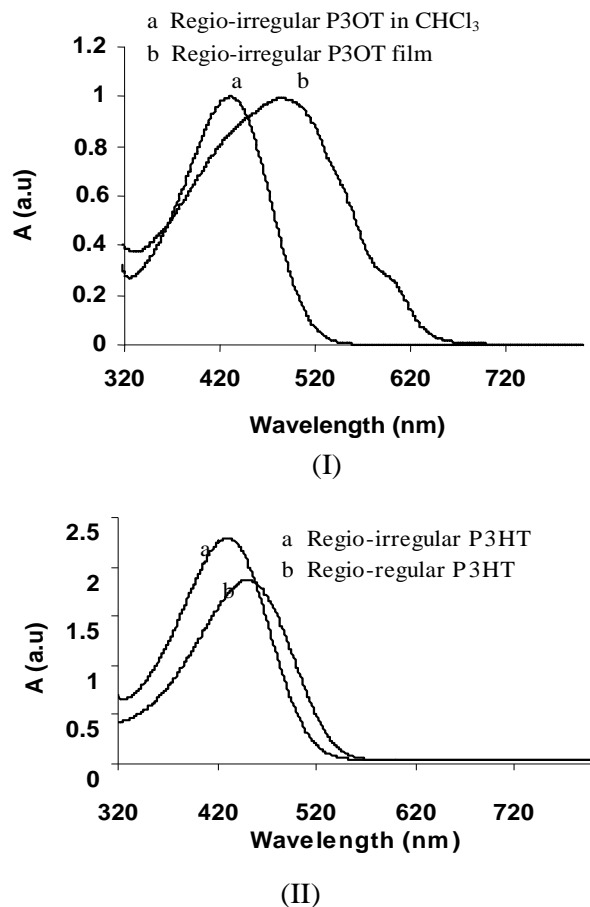 a Regio-irregular P3OT in CHCl₃
b Regio-irregular P3OT film
1.2
1
0.8
0.6
0.4
0.2
0
A (a.u)
a
b
320 420 520 620 720
Wavelength (nm)
(I)
a Regio-irregular P3HT
b Regio-regular P3HT
2.5
2
1.5
1
0.5
0
A (a.u)
a
b
320 420 520 620 720
Wavelength (nm)
(II)